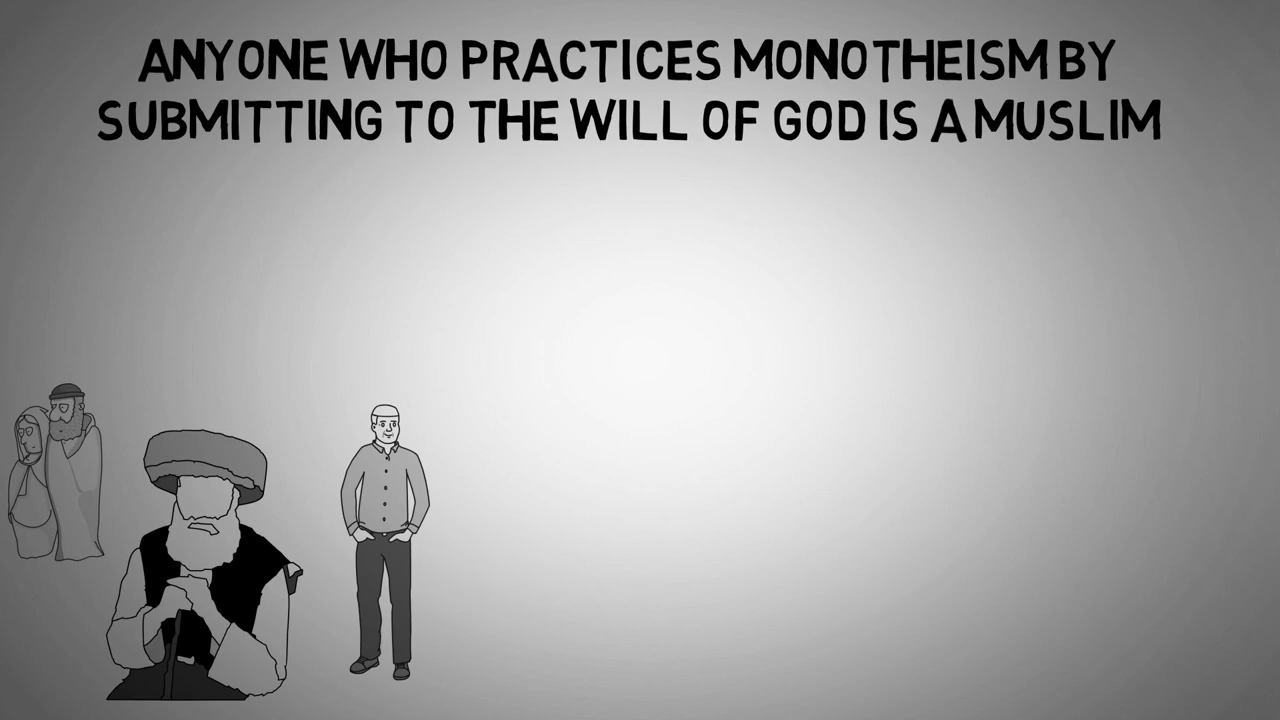 ANYONE WHO PRACTICES MONOTHEISM BY
SUBMITTING TO THE WILL OF GOD IS A MUSLIM